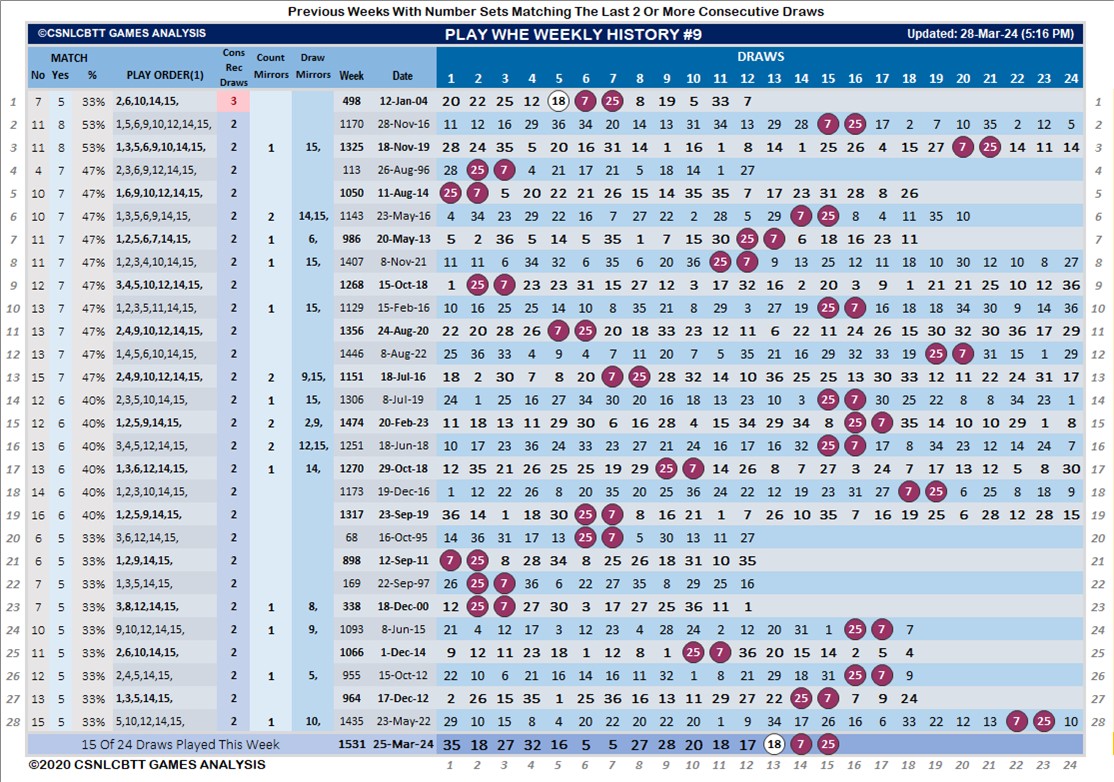 Previous Weeks With Number Sets Matching The Last 2 Or More Consecutive Draws
©CSNLCBTT GAMES ANALYSIS PLAY WHE WEEKLY HISTORY #9 Updated: 28-Mar-24 (5:16 PM)
MATCH Cons Rec Draws Count Mirrors Draw Mirrors DRAWS
No Yes % PLAY ORDER(1) Week Date 1 2 3 4 5 6 7 8 9 10 11 12 13 14 15 16 17 18 19 20 21 22 23 24
1 7 5 33% 2,6,10,14,15, 3 498 12-Jan-04 20 22 25 12 18 7 25 8 19 5 33 7 1
2 11 8 53% 1,5,6,9,10,12,14,15, 2 1170 28-Nov-16 11 12 16 29 36 34 20 14 13 31 34 13 29 28 7 25 17 2 7 10 35 2 12 5 2
3 11 8 53% 1,3,5,6,9,10,14,15, 2 1 15, 1325 18-Nov-19 28 24 35 5 20 16 31 14 1 16 1 8 14 1 25 26 4 15 27 7 25 14 11 14 3
4 7 7 47% 2,3,6,9,12,14,15, 2 113 26-Aug-96 28 25 7 4 21 17 21 5 18 14 1 27 4
5 10 7 47% 1,6,9,10,12,14,15, 2 1050 11-Aug-14 25 7 5 20 22 21 26 15 14 35 35 7 17 23 31 28 8 26 5
6 10 7 47% 1,3,5,6,9,14,15, 2 2 14,15, 1143 23-May-16 4 34 23 29 22 16 7 6 27 22 2 28 5 29 7 25 8 4 11 35 10 6
7 11 7 47% 1,2,5,6,7,14,15, 2 1 6, 986 20-May-13 5 2 36 5 14 5 35 1 7 15 30 25 7 6 18 16 23 11 7
8 11 7 47% 1,2,3,4,10,14,15, 2 1 15, 1407 8-Nov-21 11 11 6 34 32 6 35 6 20 36 25 7 9 13 25 12 11 18 10 30 12 10 8 27 8
9 12 7 47% 3,4,5,10,12,14,15, 2 1268 15-Oct-18 1 25 7 23 23 31 15 27 12 3 17 32 16 2 20 3 9 1 21 21 25 10 12 36 9
10 12 7 47% 1,2,3,5,11,14,15, 2 1 15, 1129 15-Feb-16 10 16 25 25 14 10 8 35 21 8 29 3 27 19 25 7 16 18 18 34 30 9 14 36 10
11 13 7 47% 2,4,9,10,12,14,15, 2 1356 24-Aug-20 22 20 28 26 7 25 20 18 33 23 12 11 6 22 11 24 26 15 30 32 30 36 17 29 11
12 13 7 47% 1,4,5,6,10,14,15, 2 1446 8-Aug-22 25 36 33 4 9 4 7 11 20 7 5 35 21 16 29 32 33 19 25 7 31 15 1 29 12
13 15 7 47% 2,4,9,10,12,14,15, 2 2 9,15, 1151 18-Jul-16 18 2 30 7 8 20 7 25 28 32 14 10 36 25 25 13 30 33 12 11 22 24 31 17 13
14 12 6 40% 2,3,5,10,14,15, 2 1 15, 1306 8-Jul-19 24 1 25 16 27 34 30 20 16 18 13 23 10 3 25 7 30 25 22 8 8 34 23 1 14
15 12 6 40% 1,2,5,9,14,15, 2 2 2,9, 1474 20-Feb-23 11 18 13 11 29 30 6 16 28 4 15 34 29 34 8 25 7 35 14 10 10 29 1 8 15
16 13 6 40% 3,4,5,12,14,15, 2 2 12,15, 1251 18-Jun-18 10 17 23 36 24 33 23 27 21 24 16 17 16 32 25 7 17 8 34 23 12 14 24 7 16
17 13 6 40% 1,3,6,12,14,15, 2 1 14, 1270 29-Oct-18 12 35 21 26 25 25 19 29 25 7 14 26 8 7 27 3 24 7 17 13 12 5 8 30 17
18 14 6 40% 1,2,3,10,14,15, 2 1173 19-Dec-16 1 12 22 26 8 20 35 20 25 36 24 22 12 19 23 31 27 7 25 6 25 8 18 9 18
19 16 6 40% 1,2,5,9,14,15, 2 1317 23-Sep-19 36 14 1 18 30 25 7 8 16 21 1 7 26 10 35 7 16 19 25 6 28 12 28 15 19
20 6 5 33% 3,6,12,14,15, 2 68 16-Oct-95 14 36 31 17 13 25 7 5 30 13 11 27 20
21 6 5 33% 1,2,9,14,15, 2 898 12-Sep-11 7 25 8 28 34 8 25 26 18 31 10 35 21
22 7 5 33% 1,3,5,14,15, 2 169 22-Sep-97 26 25 7 36 6 22 27 35 8 29 25 16 22
23 7 5 33% 3,8,12,14,15, 2 1 8, 338 18-Dec-00 12 25 7 27 30 3 17 27 25 36 11 1 23
24 10 5 33% 9,10,12,14,15, 2 1 9, 1093 8-Jun-15 21 4 12 17 3 12 23 4 28 24 2 12 20 31 1 25 7 7 24
25 11 5 33% 2,6,10,14,15, 2 1066 1-Dec-14 9 12 11 23 18 1 12 8 1 25 7 36 20 15 14 2 5 4 25
26 12 5 33% 2,4,5,14,15, 2 1 5, 955 15-Oct-12 22 10 6 21 16 14 16 11 32 1 8 21 29 18 31 25 7 9 26
27 13 5 33% 1,3,5,14,15, 2 964 17-Dec-12 2 26 15 35 1 25 36 16 13 11 29 27 24 25 7 7 9 24 27
28 15 5 33% 5,10,12,14,15, 2 1 10, 1435 23-May-22 29 10 15 8 4 20 22 20 22 20 1 9 34 17 26 16 6 33 22 12 13 7 25 10 28
15 Of 24 Draws Played This Week 1531 25-Mar-24 35 18 27 32 16 5 5 27 28 20 18 17 18 7 25
©2020 CSNLCBTT GAMES ANALYSIS 1 2 3 4 5 6 7 8 9 10 11 12 13 14 15 16 17 18 19 20 21 22 23 24